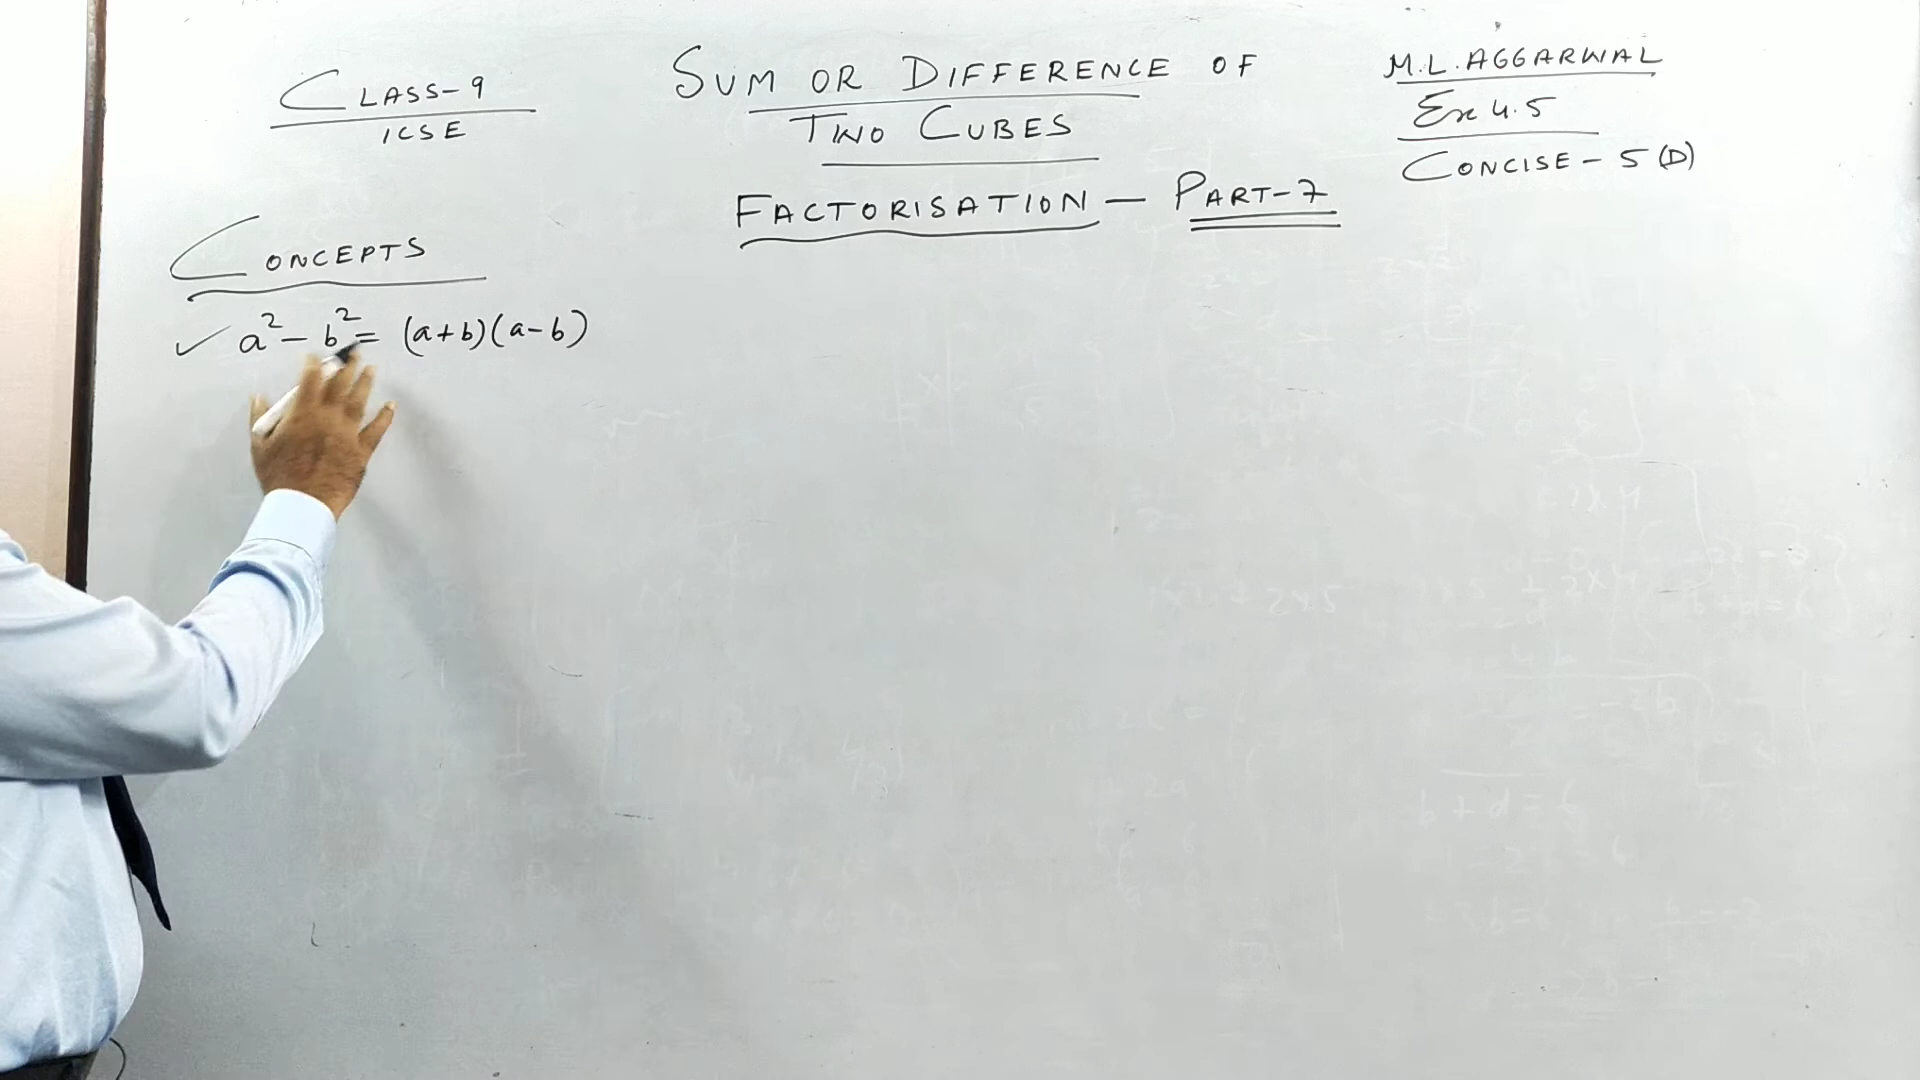 CLASS-9
ICSE
SUM OR DIFFERENCE OF
TWO CUBES
FACTORISATION — PART-7
M.L.AGGARWAL
Ex 4.5
CONCISE - 5(D)
CONCEPTS
✓ a² - b² = (a+b)(a-b)